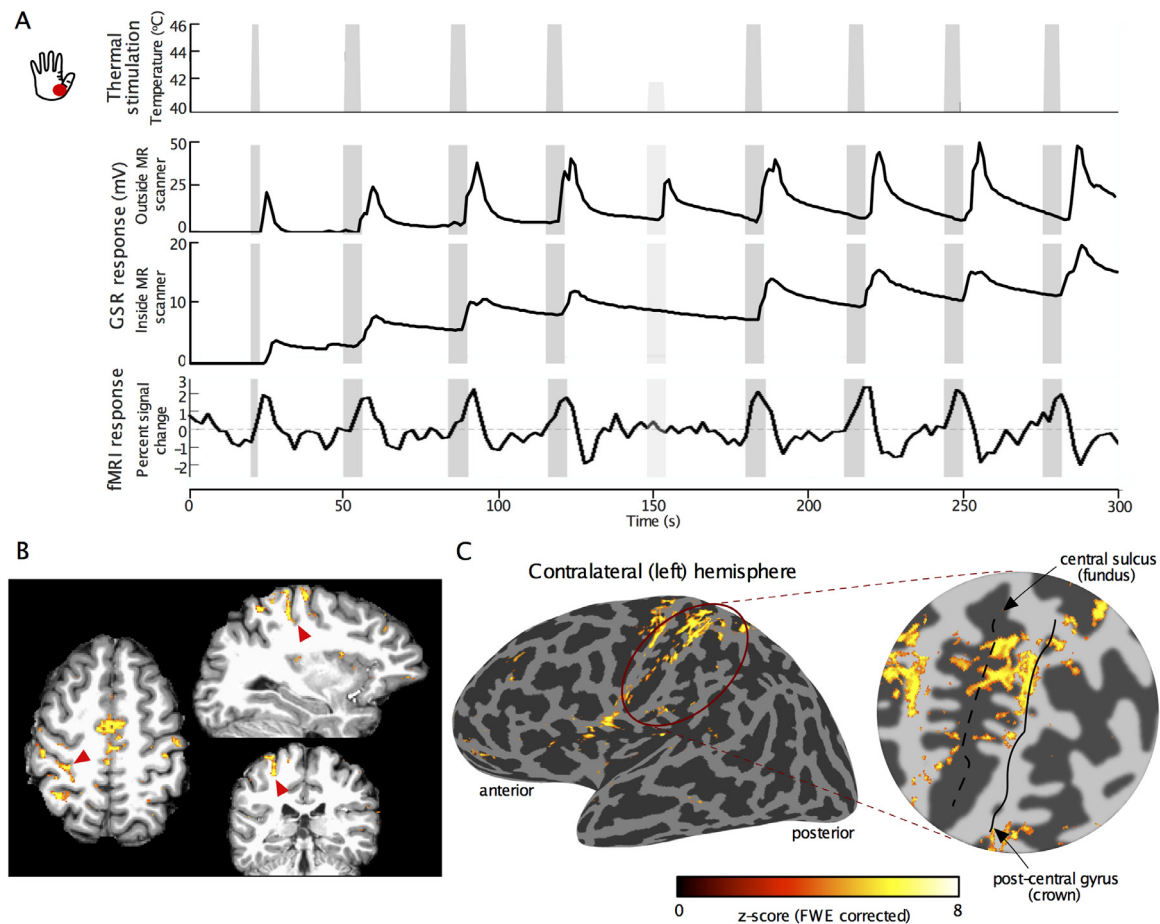 A
Thermal
stimulation
Temperature (ºC)
46
44
42
40
GSR response (mV)
Outside MR
scanner
50
25
0
Inside MR
scanner
20
10
0
fMRI response
Percent signal
change
3
2
1
0
-1
-2
0
50
100
150
200
250
300
Time (s)
B
C
Contralateral (left) hemisphere
central sulcus
(fundus)
anterior
posterior
post-central gyrus
(crown)
0
8
z-score (FWE corrected)